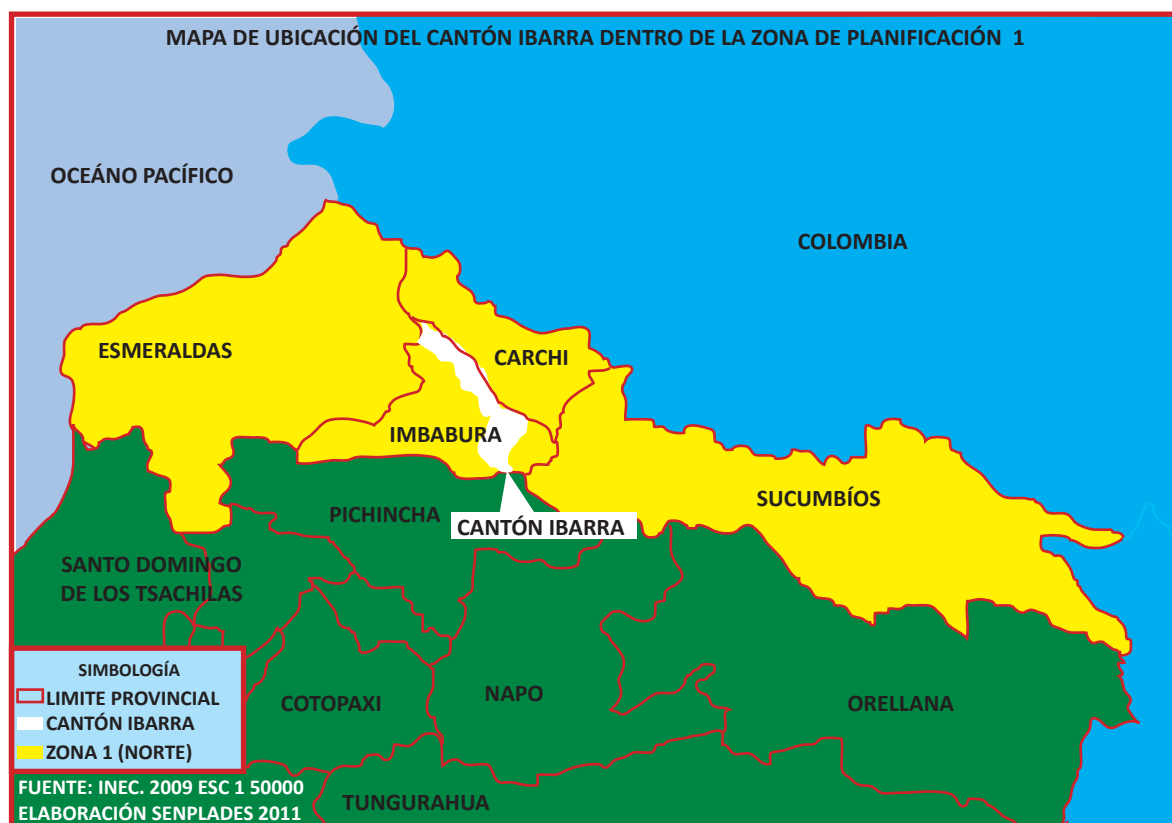 MAPA DE UBICACIÓN DEL CANTÓN IBARRA DENTRO DE LA ZONA DE PLANIFICACIÓN 1
OCEÁNO PACÍFICO
COLOMBIA
ESMERALDAS
CARCHI
IMBABURA
SUCUMBÍOS
PICHINCHA
CANTÓN IBARRA
SANTO DOMINGO
DE LOS TSACHILAS
COTOPAXI
NAPO
ORELLANA
TUNGURAHUA
SIMBOLOGÍA
LIMITE PROVINCIAL
CANTÓN IBARRA
ZONA 1 (NORTE)
FUENTE: INEC. 2009 ESC 1 50000
ELABORACIÓN SENPLADES 2011